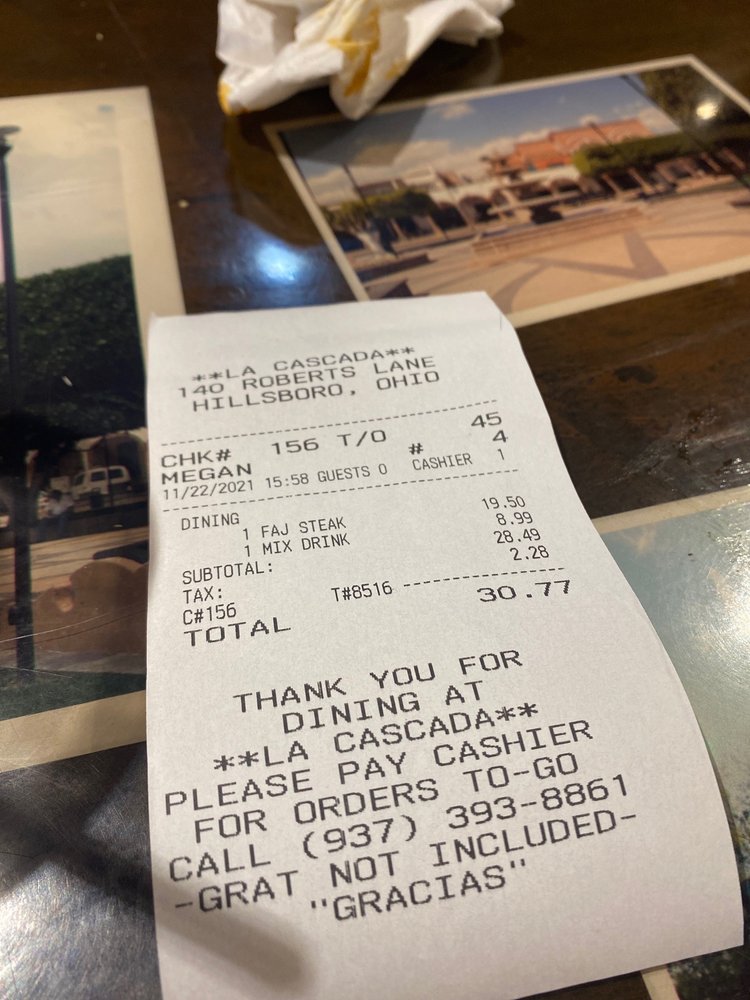 **LA CASCADA**
140 ROBERTS LANE
HILLSBORO, OHIO
45
CHK# 156 T/O # 4
MEGAN
11/22/2021 15:58 GUESTS 0 CASHIER 1
DINING
1 FAJ STEAK 19.50
1 MIX DRINK 8.99
SUBTOTAL: 28.49
TAX: 2.28
C#156 T#8516
TOTAL 30.77
THANK YOU FOR
DINING AT
**LA CASCADA**
PLEASE PAY CASHIER
FOR ORDERS TO-GO
CALL (937) 393-8861
-GRAT NOT INCLUDED-
"GRACIAS"